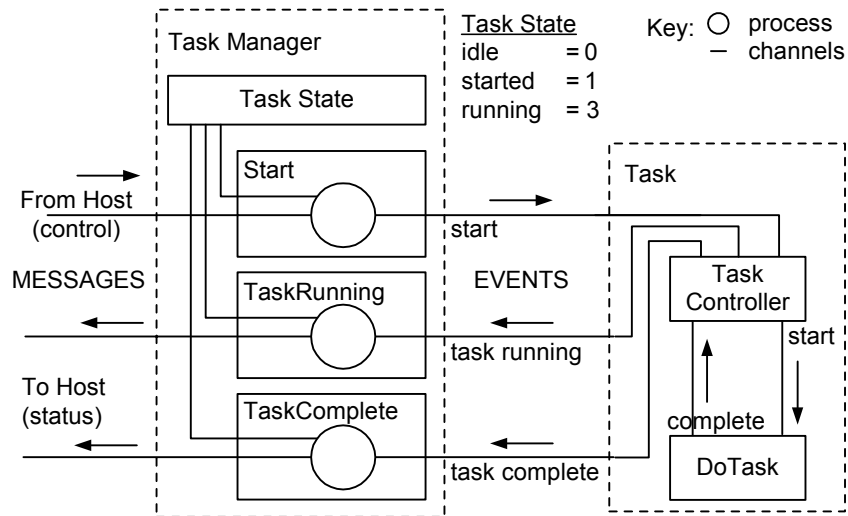 Task Manager
Task State
idle = 0
started = 1
running = 3
Key: process
channels
Task State
Start
From Host
(control)
start
Task
MESSAGES
TaskRunning
EVENTS
Task
Controller
task running
start
To Host
(status)
TaskComplete
complete
task complete
DoTask